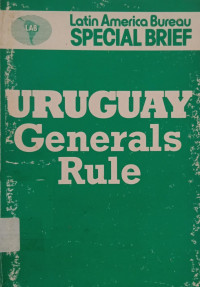 LAB
Latin America Bureau
SPECIAL BRIEF
URUGUAY
Generals
Rule